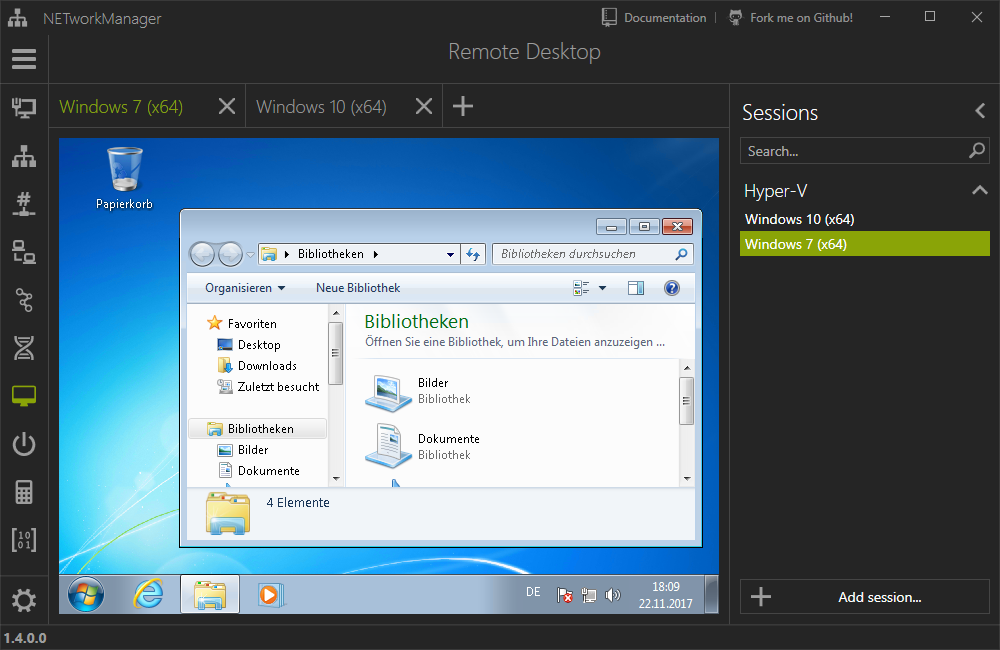 NETworkManager
Documentation
Fork me on Github!
Remote Desktop
Windows 7 (x64)
Windows 10 (x64)
Papierkorb
Bibliotheken
Bibliotheken durchsuchen
Organisieren
Neue Bibliothek
Favoriten
Desktop
Downloads
Zuletzt besucht
Bibliotheken
Bilder
Dokumente
Bibliotheken
Öffnen Sie eine Bibliothek, um Ihre Dateien anzuzeigen ...
Bilder
Bibliothek
Dokumente
Bibliothek
4 Elemente
DE
18:09
22.11.2017
Sessions
Search...
Hyper-V
Windows 10 (x64)
Windows 7 (x64)
Add session...
1.4.0.0